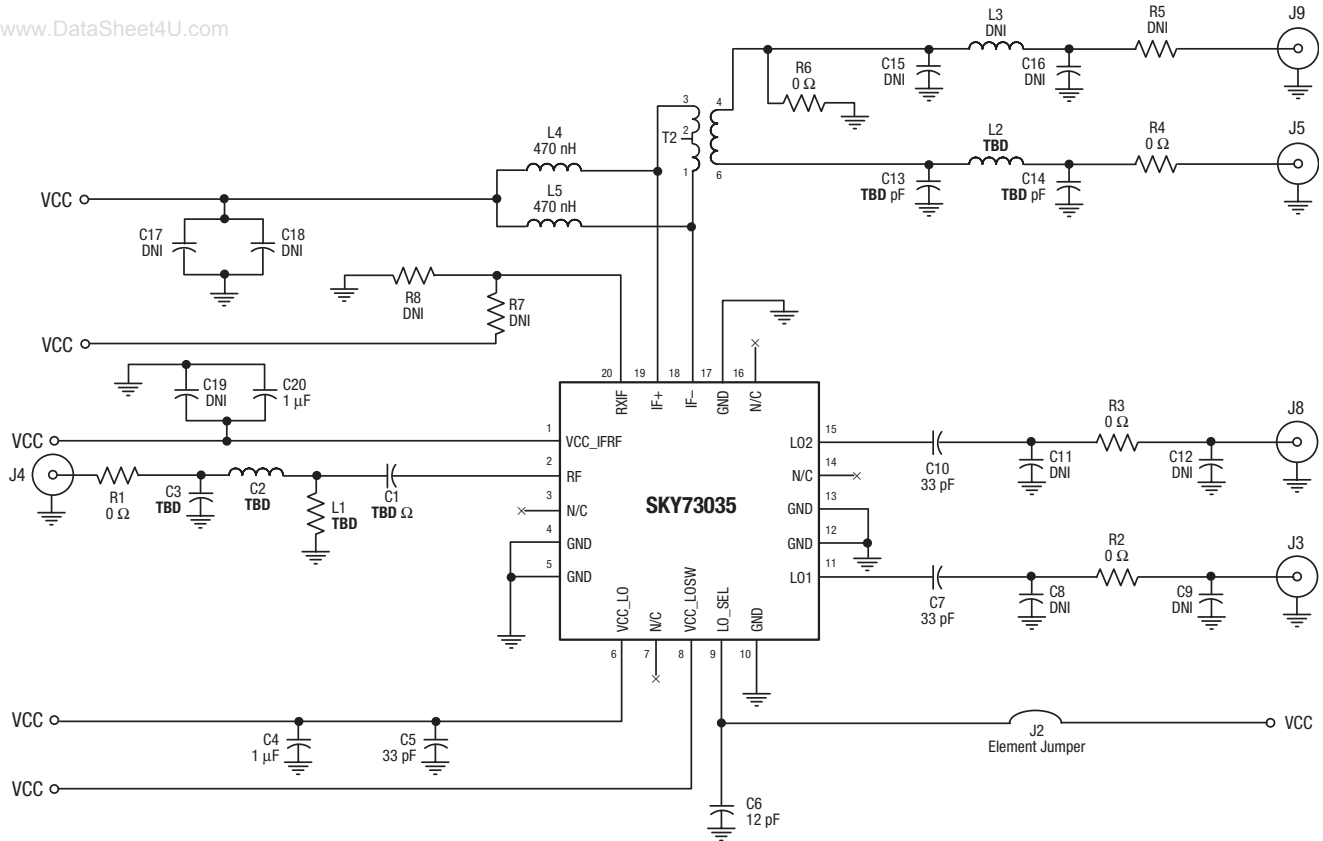 www.DataSheet4U.com
L3
DNI
R5
DNI
J9
C15
DNI
C16
DNI
R6
0 Ω
3
4
T2
2
1
6
L4
470 nH
L5
470 nH
L2
TBD
R4
0 Ω
J5
C13
TBD pF
C14
TBD pF
VCC
C17
DNI
C18
DNI
R8
DNI
R7
DNI
VCC
C19
DNI
C20
1 µF
VCC
20
19
18
17
16
RXIF
IF+
IF–
GND
N/C
1
VCC_IFRF
2
RF
3
N/C
4
GND
5
GND
SKY73035
15
LO2
14
N/C
13
GND
12
GND
11
LO1
VCC_LO
N/C
VCC_LOSW
LO_SEL
GND
6
7
8
9
10
J4
R1
0 Ω
C3
TBD
C2
TBD
L1
TBD
C1
TBD Ω
C10
33 pF
C11
DNI
R3
0 Ω
C12
DNI
J8
C7
33 pF
C8
DNI
R2
0 Ω
C9
DNI
J3
VCC
C4
1 µF
C5
33 pF
J2
Element Jumper
VCC
VCC
C6
12 pF